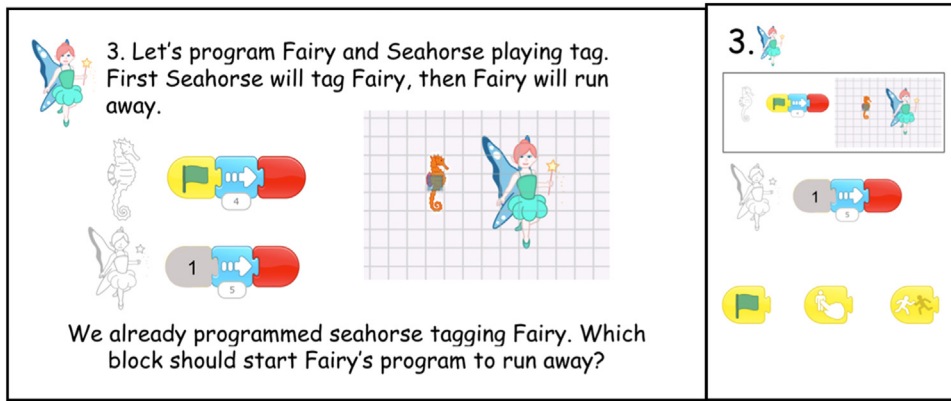 3. Let's program Fairy and Seahorse playing tag.
First Seahorse will tag Fairy, then Fairy will run
away.
4
1
5
We already programmed seahorse tagging Fairy. Which
block should start Fairy's program to run away?
3.
4
1
5